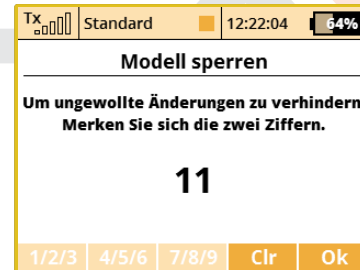 Tx Standard 12:22:04 64%
Modell sperren
Um ungewollte Änderungen zu verhindern
Merken Sie sich die zwei Ziffern.
11
1/2/3 4/5/6 7/8/9 Clr Ok